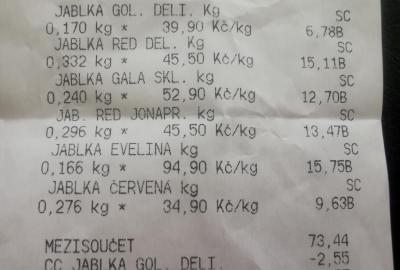 JABLKA GOL. DELI. Kg SC
0,170 kg * 39,90 Kč/kg 6,78B
JABLKA RED DEL. Kg SC
0,332 kg * 45,50 Kč/kg 15,11B
JABLKA GALA SKL. kg SC
0,240 kg * 52,90 Kč/kg 12,70B
JAB. RED JONAPR. kg SC
0,296 kg * 45,50 Kč/kg 13,47B
JABLKA EVELINA kg SC
0,166 kg * 94,90 Kč/kg 15,75B
JABLKA ČERVENÁ kg SC
0,276 kg * 34,90 Kč/kg 9,63B
MEZISOUČET 73,44
CC JABLKA GOL. DELI. -2,55